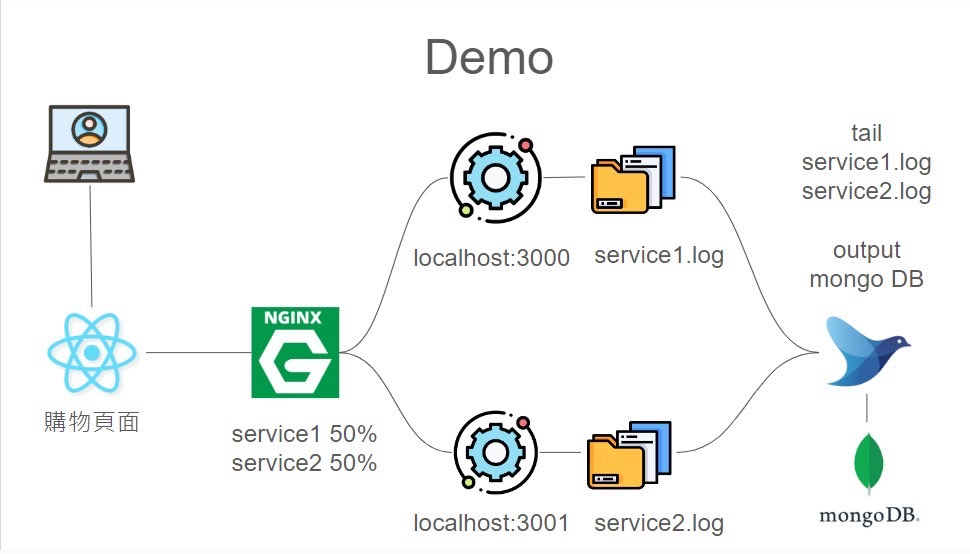 Demo
購物頁面
NGINX
service1 50%
service2 50%
localhost:3000
service1.log
localhost:3001
service2.log
tail
service1.log
service2.log
output
mongo DB
mongoDB.